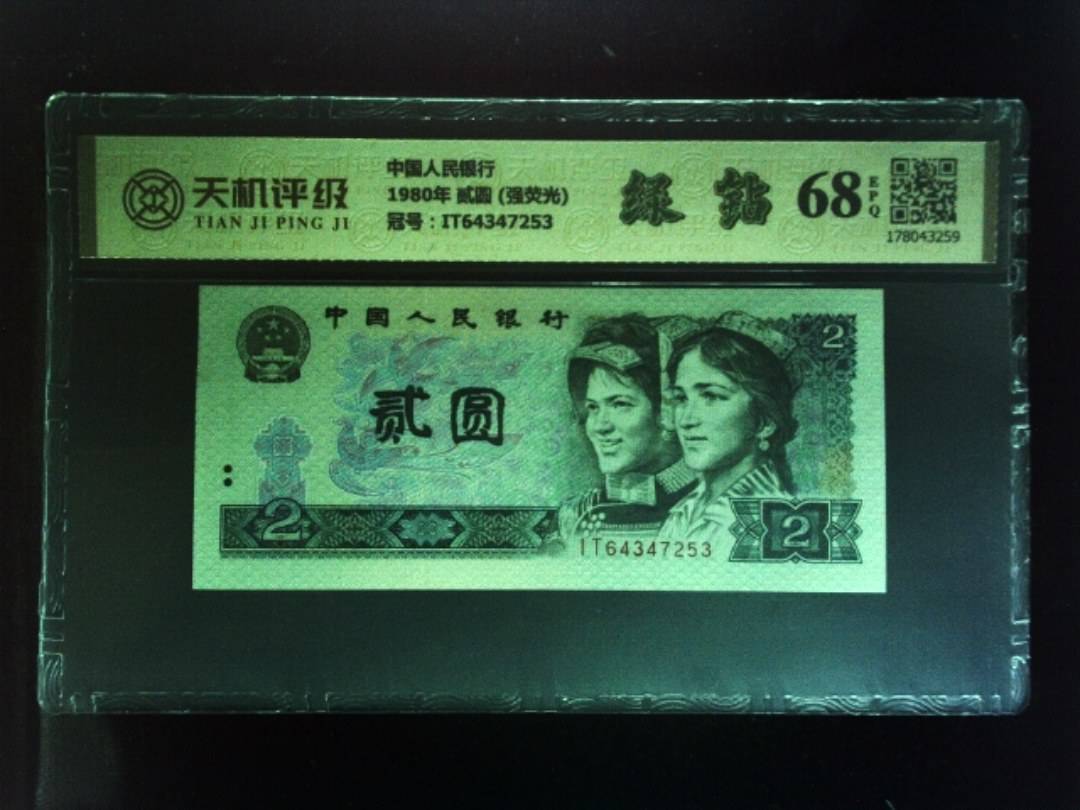 天机评级
TIAN JI PING JI
中国人民银行
1980年 贰圆 (强荧光)
冠号：IT64347253
绿钻
68
EPQ
178043259
中国人民银行
2
贰圆
2
2
IT64347253